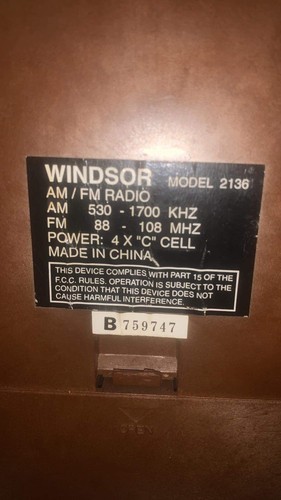 WINDSOR MODEL 2136
AM / FM RADIO
AM 530 - 1700 KHZ
FM 88 - 108 MHZ
POWER: 4 X "C" CELL
MADE IN CHINA
THIS DEVICE COMPLIES WITH PART 15 OF THE
F.C.C. RULES. OPERATION IS SUBJECT TO THE
CONDITION THAT THIS DEVICE DOES NOT
CAUSE HARMFUL INTERFERENCE.
B 759747
OPEN